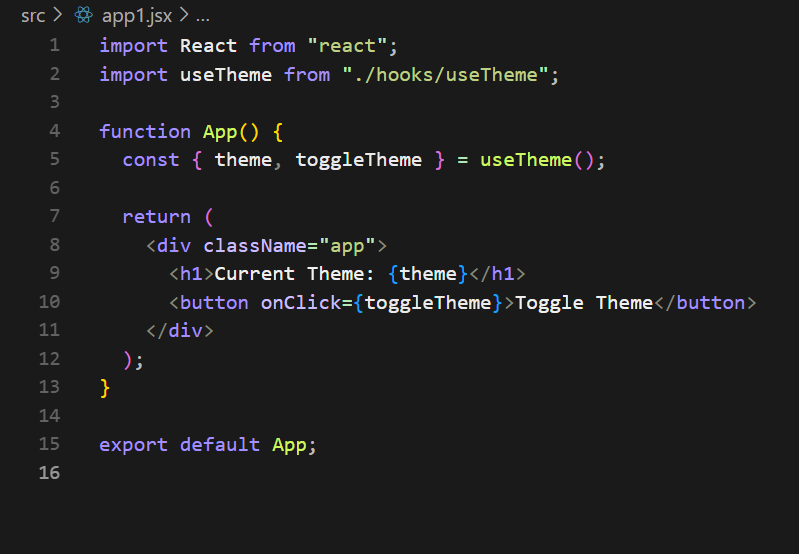 src > app1.jsx > ...
1 import React from "react";
2 import useTheme from "./hooks/useTheme";
3
4 function App() {
5   const { theme, toggleTheme } = useTheme();
6
7   return (
8     <div className="app">
9       <h1>Current Theme: {theme}</h1>
10       <button onClick={toggleTheme}>Toggle Theme</button>
11     </div>
12   );
13 }
14
15 export default App;
16